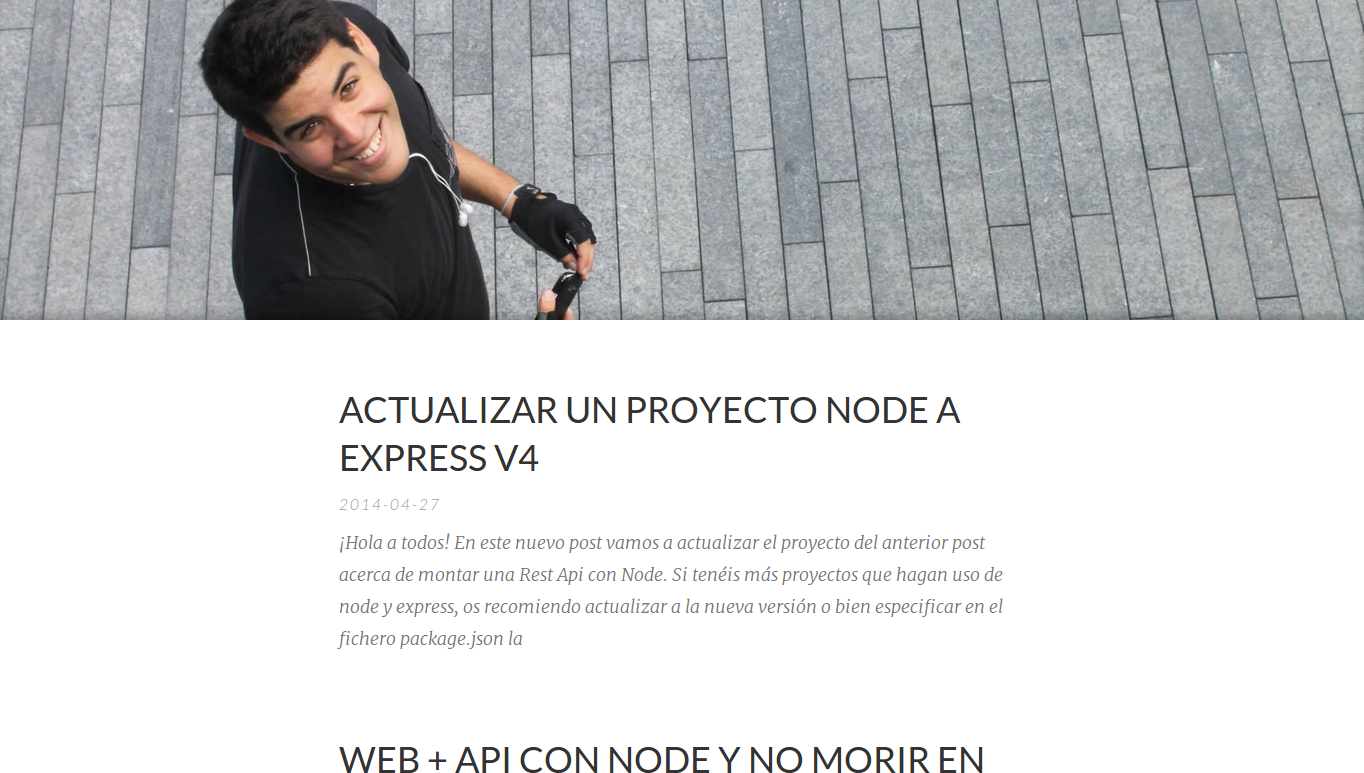 ACTUALIZAR UN PROYECTO NODE A
EXPRESS V4
2014-04-27
¡Hola a todos! En este nuevo post vamos a actualizar el proyecto del anterior post
acerca de montar una Rest Api con Node. Si tenéis más proyectos que hagan uso de
node y express, os recomiendo actualizar a la nueva versión o bien especificar en el
fichero package.json la
WEB + API CON NODE Y NO MORIR EN